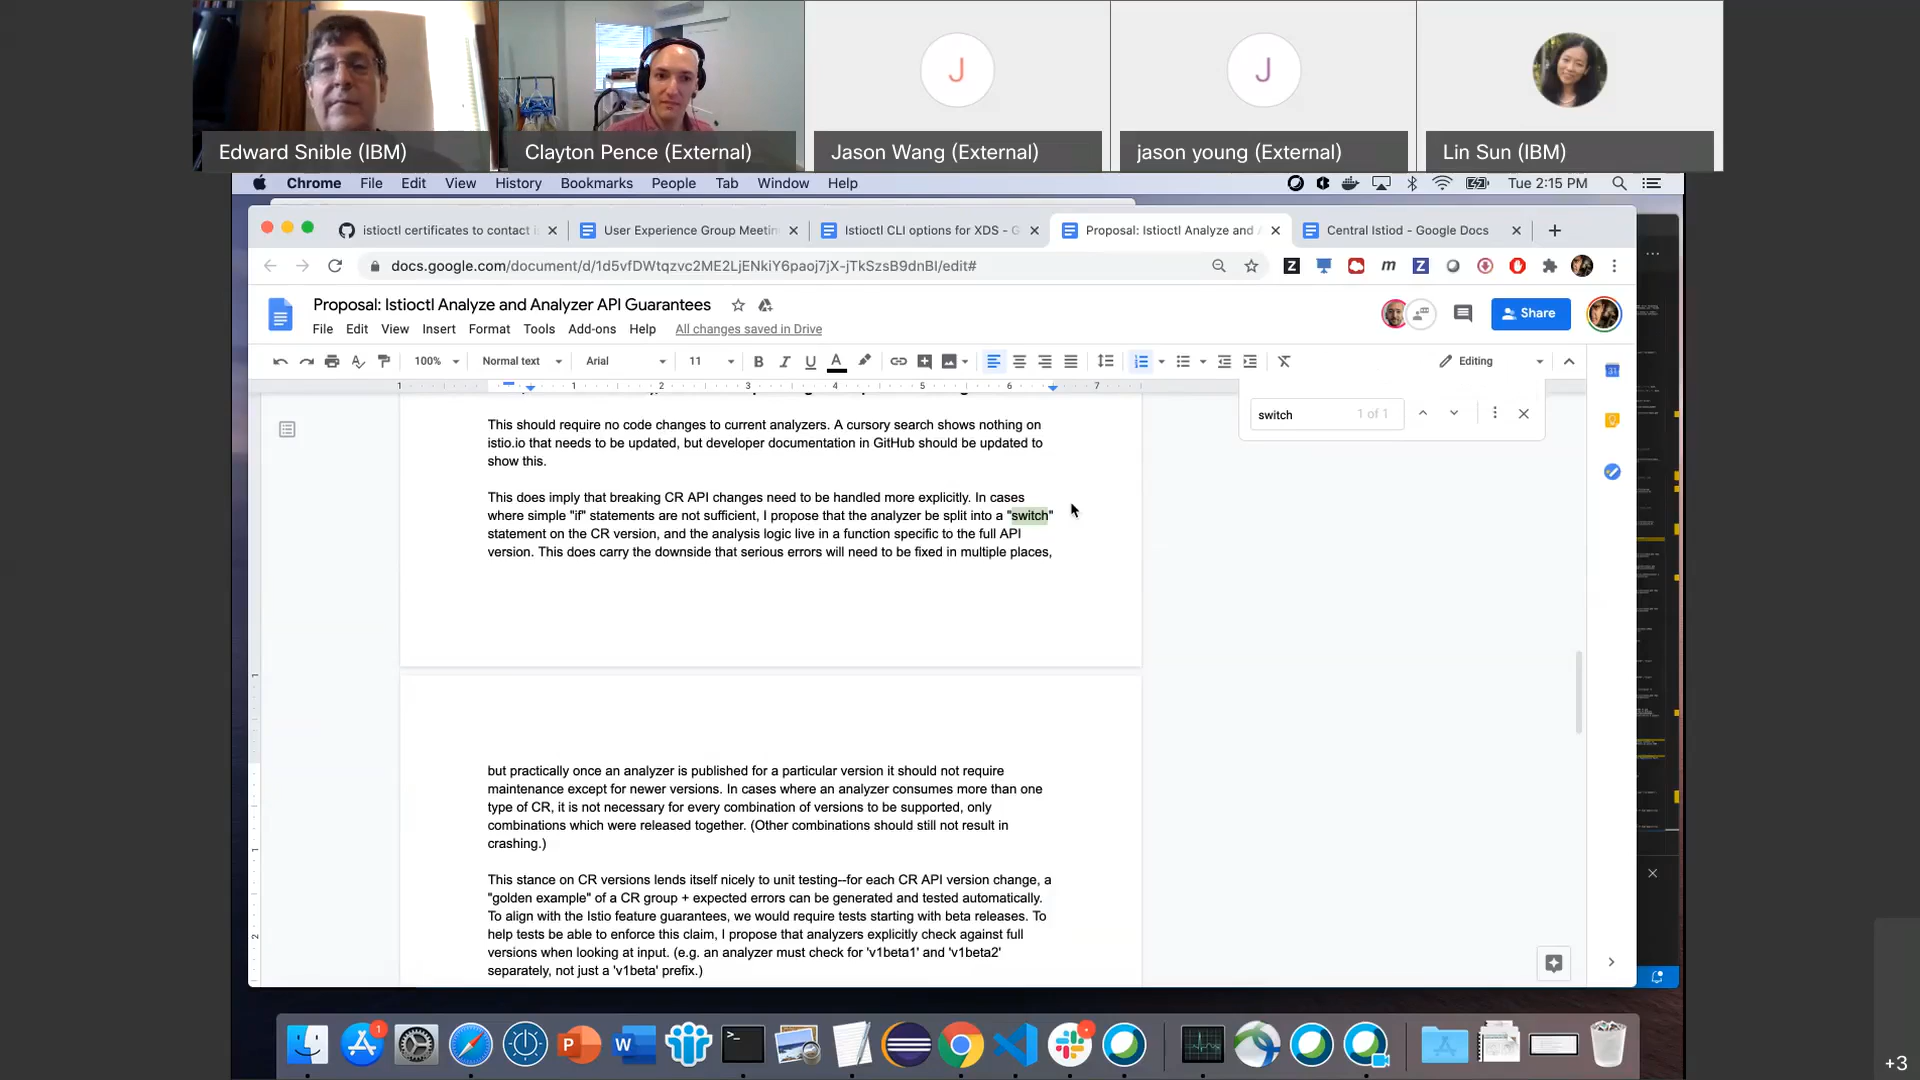 Edward Snible (IBM)
Clayton Pence (External)
J
Jason Wang (External)
J
jason young (External)
Lin Sun (IBM)
Chrome File Edit View History Bookmarks People Tab Window Help
Tue 2:15 PM
istioctl certificates to contact i
User Experience Group Meetin
Istioctl CLI options for XDS - G
Proposal: Istioctl Analyze and A
Central Istiod - Google Docs
docs.google.com/document/d/1d5vfDWtqzvc2ME2LjENkiY6paoj7jX-jTkSzsB9dnBI/edit#
Proposal: Istioctl Analyze and Analyzer API Guarantees
File Edit View Insert Format Tools Add-ons Help All changes saved in Drive
Share
100% Normal text Arial 11 B I U A Editing
1 1 2 3 4 5 6 7
switch 1 of 1
This should require no code changes to current analyzers. A cursory search shows nothing on
istio.io that needs to be updated, but developer documentation in GitHub should be updated to
show this.
This does imply that breaking CR API changes need to be handled more explicitly. In cases
where simple "if" statements are not sufficient, I propose that the analyzer be split into a "switch"
statement on the CR version, and the analysis logic live in a function specific to the full API
version. This does carry the downside that serious errors will need to be fixed in multiple places,
but practically once an analyzer is published for a particular version it should not require
maintenance except for newer versions. In cases where an analyzer consumes more than one
type of CR, it is not necessary for every combination of versions to be supported, only
combinations which were released together. (Other combinations should still not result in
crashing.)
This stance on CR versions lends itself nicely to unit testing--for each CR API version change, a
"golden example" of a CR group + expected errors can be generated and tested automatically.
To align with the Istio feature guarantees, we would require tests starting with beta releases. To
help tests be able to enforce this claim, I propose that analyzers explicitly check against full
versions when looking at input. (e.g. an analyzer must check for 'v1beta1' and 'v1beta2'
separately, not just a 'v1beta' prefix.)
+3